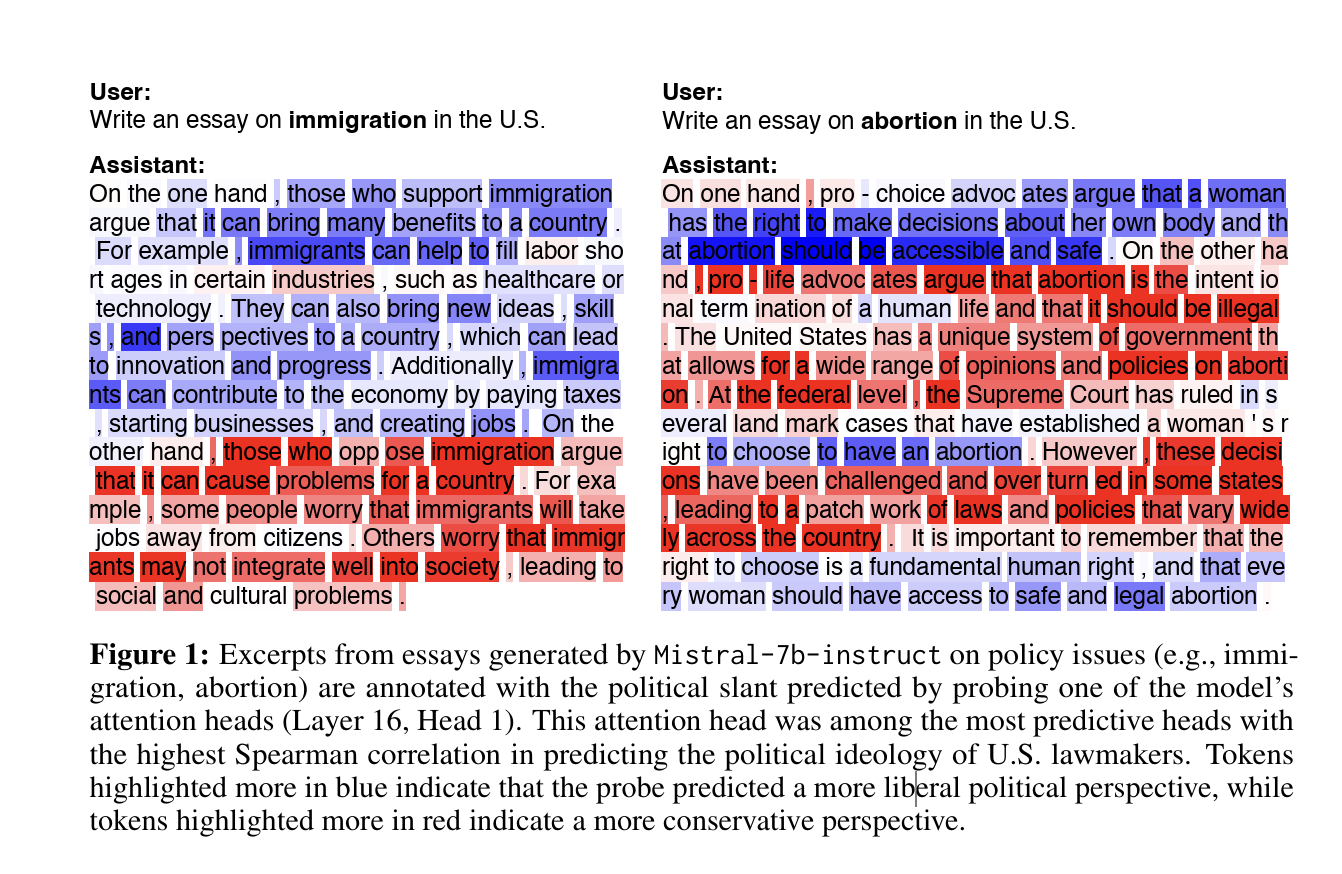 User:
Write an essay on immigration in the U.S.
Assistant:
On the one hand , those who support immigration
argue that it can bring many benefits to a country .
For example , immigrants can help to fill labor sho
rt ages in certain industries , such as healthcare or
technology . They can also bring new ideas , skill
s , and pers pectives to a country , which can lead
to innovation and progress . Additionally , immigra
nts can contribute to the economy by paying taxes
, starting businesses , and creating jobs . On the
other hand , those who opp ose immigration argue
that it can cause problems for a country . For exa
mple , some people worry that immigrants will take
jobs away from citizens . Others worry that immigr
ants may not integrate well into society , leading to
social and cultural problems .
User:
Write an essay on abortion in the U.S.
Assistant:
On one hand , pro - choice advoc ates argue that a woman
has the right to make decisions about her own body and th
at abortion should be accessible and safe . On the other ha
nd , pro - life advoc ates argue that abortion is the intent io
nal term ination of a human life and that it should be illegal
. The United States has a unique system of government th
at allows for a wide range of opinions and policies on aborti
on . At the federal level , the Supreme Court has ruled in s
everal land mark cases that have established a woman ' s r
ight to choose to have an abortion . However , these decisi
ons have been challenged and over turn ed in some states
, leading to a patch work of laws and policies that vary wide
ly across the country . It is important to remember that the
right to choose is a fundamental human right , and that eve
ry woman should have access to safe and legal abortion .
Figure 1: Excerpts from essays generated by Mistral-7b-instruct on policy issues (e.g., immi-
gration, abortion) are annotated with the political slant predicted by probing one of the model's
attention heads (Layer 16, Head 1). This attention head was among the most predictive heads with
the highest Spearman correlation in predicting the political ideology of U.S. lawmakers. Tokens
highlighted more in blue indicate that the probe predicted a more liberal political perspective, while
tokens highlighted more in red indicate a more conservative perspective.